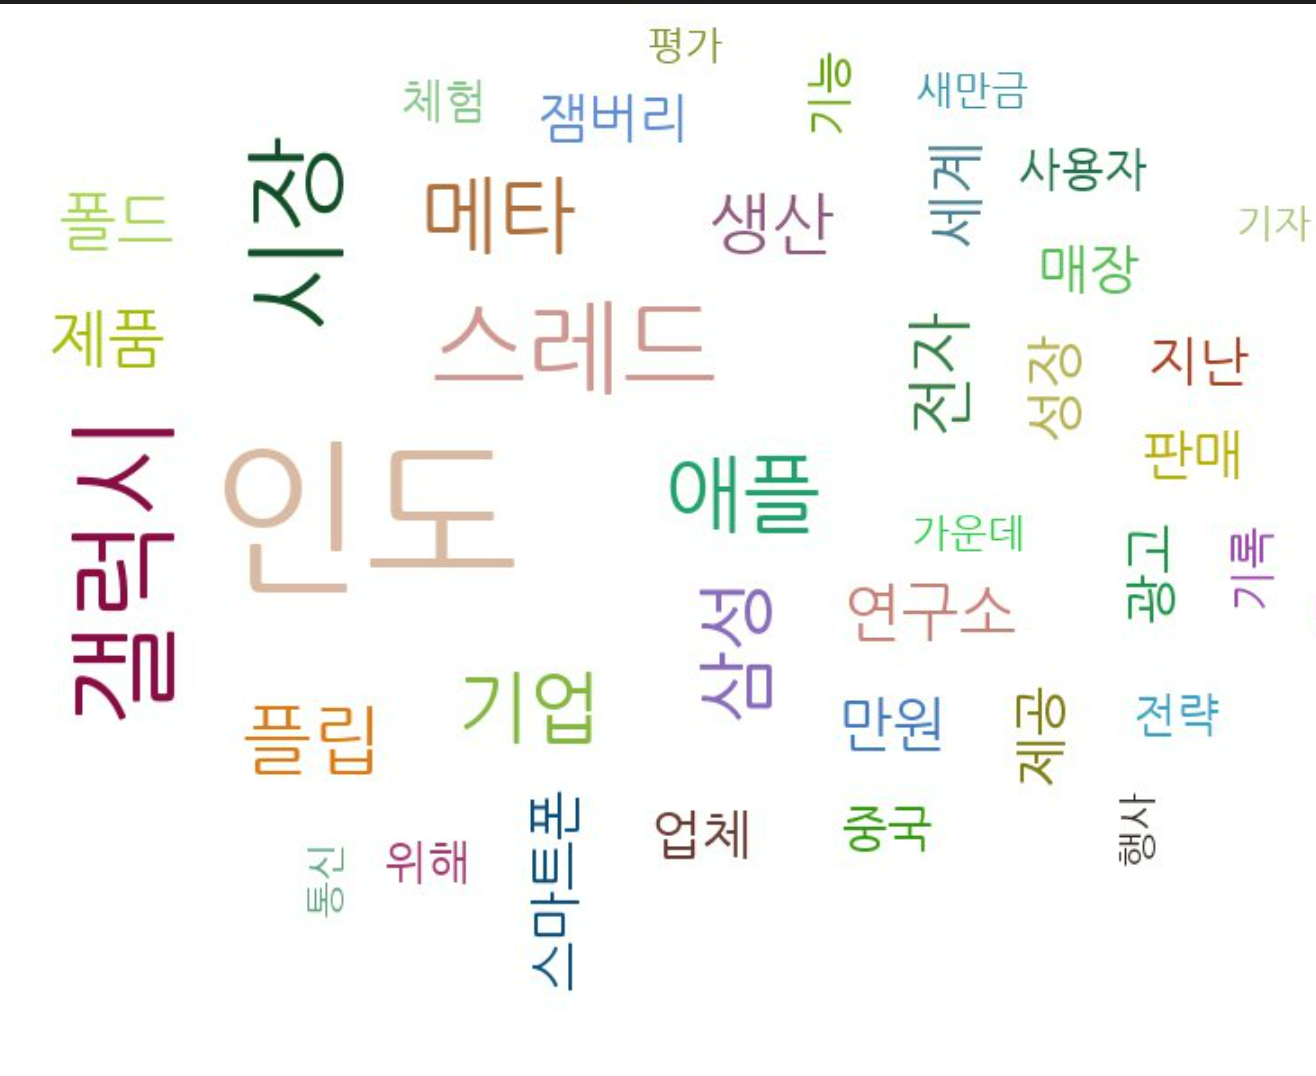 평가
체험
잼버리
기능
새만금
시장
메타
생산
세계
사용자
폴드
기자
매장
제품
스레드
전자
성장
지난
갤럭시
인도
애플
판매
가운데
광고
기록
삼성
연구소
플립
기업
만원
제공
전략
스마트폰
업체
중국
행사
통신
위해